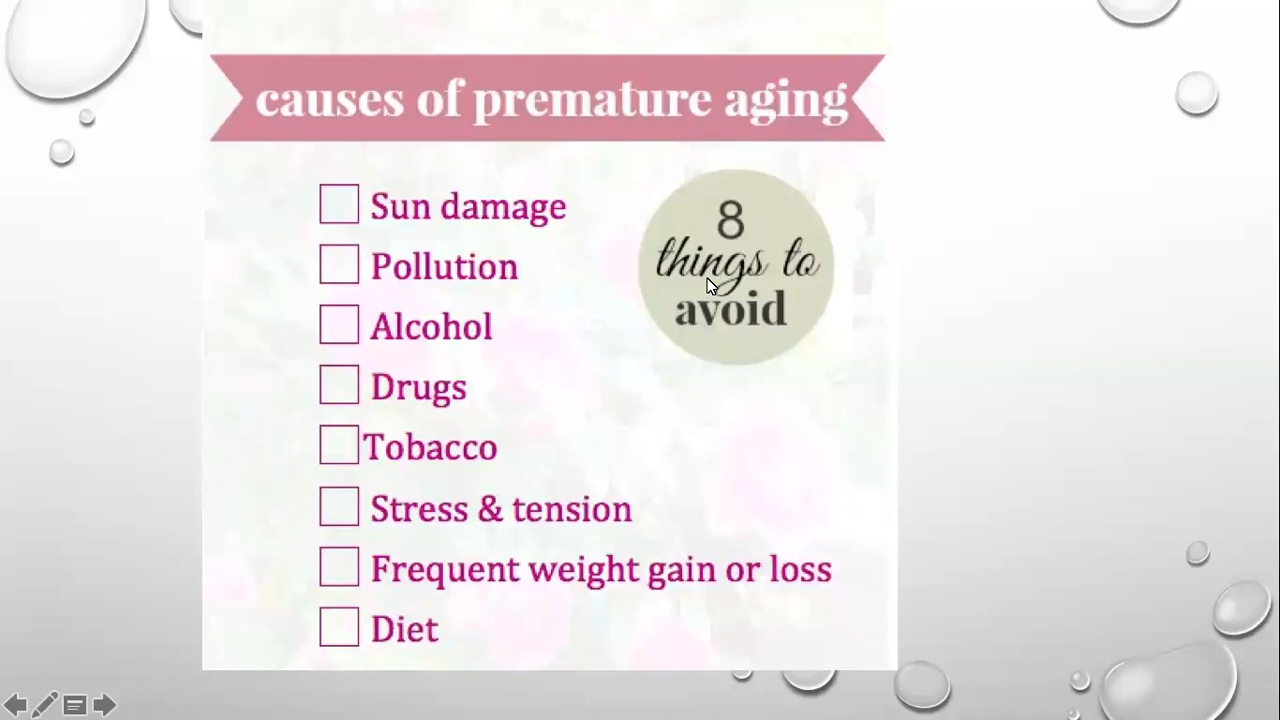 causes of premature aging
8
things to
avoid
Sun damage
Pollution
Alcohol
Drugs
Tobacco
Stress & tension
Frequent weight gain or loss
Diet